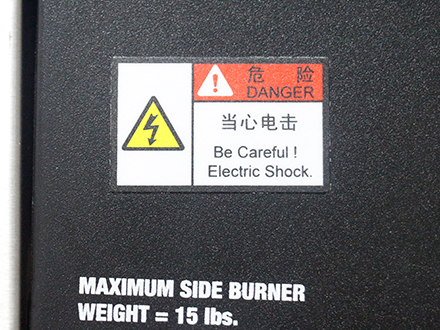 危 险
DANGER
当心电击
Be Careful !
Electric Shock.
MAXIMUM SIDE BURNER
WEIGHT = 15 lbs.